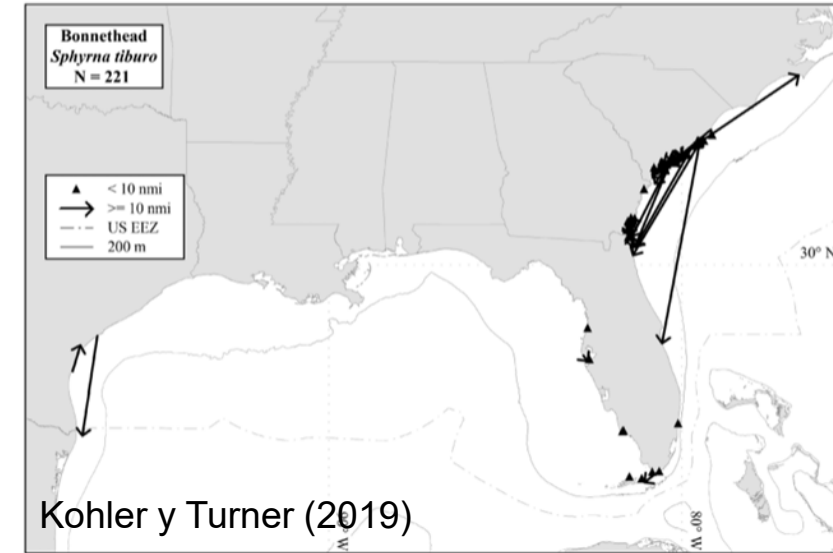 Bonnethead
Sphyrna tiburo
N = 221
< 10 nmi
>= 10 nmi
US EEZ
200 m
30° N
80° W
Kohler y Turner (2019)